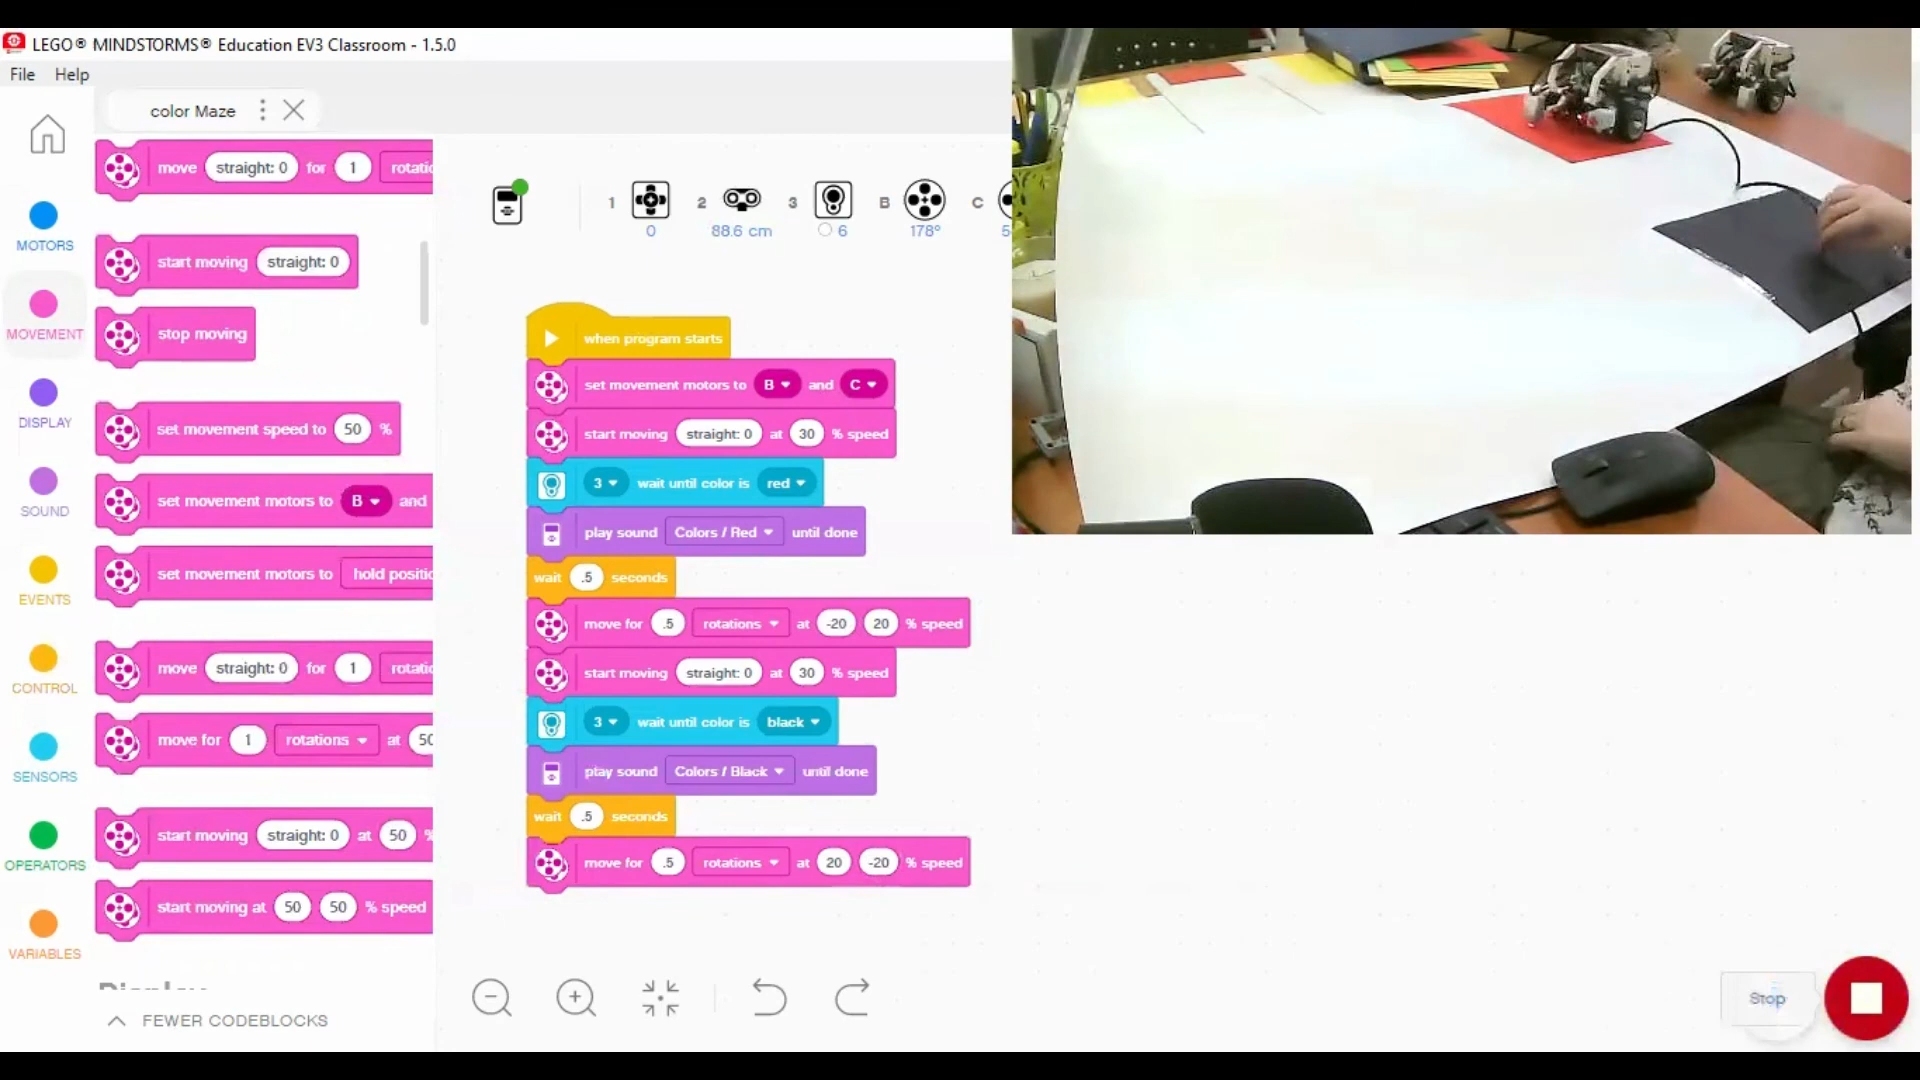 LEGO® MINDSTORMS® Education EV3 Classroom - 1.5.0
File Help
color Maze
move straight: 0 for 1
MOTORS
start moving straight: 0
MOVEMENT
stop moving
DISPLAY
set movement speed to 50 %
SOUND
set movement motors to B and
EVENTS
set movement motors to
CONTROL
move straight: 0 for 1
SENSORS
move for 1 rotations at
OPERATORS
start moving straight: 0 at 50
VARIABLES
start moving at 50 50 % speed
Display
FEWER CODEBLOCKS
1 2 3 B C
0 88.6 cm 6 178°
when program starts
set movement motors to B and C
start moving straight: 0 at 30 % speed
3 wait until color is red
play sound Colors / Red until done
wait .5 seconds
move for .5 rotations at -20 20 % speed
start moving straight: 0 at 30 % speed
3 wait until color is black
play sound Colors / Black until done
wait .5 seconds
move for .5 rotations at 20 -20 % speed
Stop